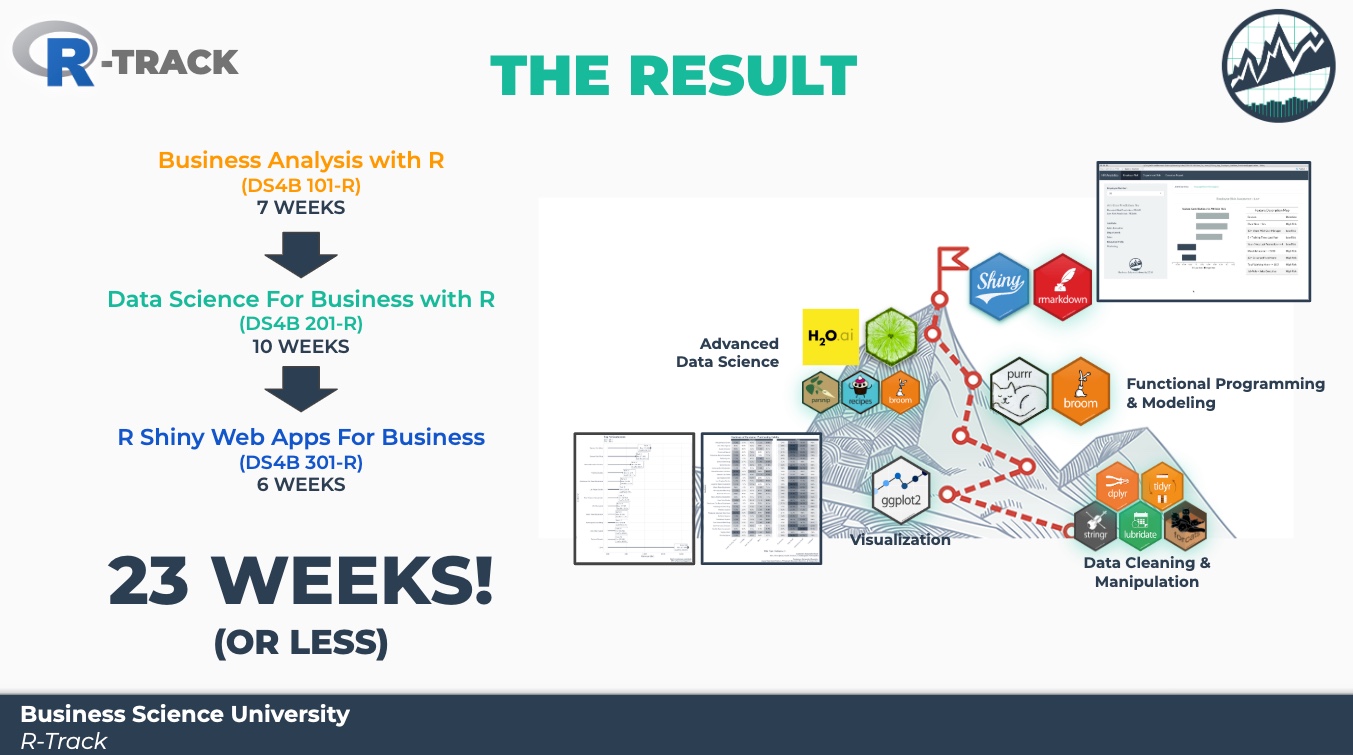 R-TRACK
THE RESULT
Business Analysis with R
(DS4B 101-R)
7 WEEKS
Data Science For Business with R
(DS4B 201-R)
10 WEEKS
R Shiny Web Apps For Business
(DS4B 301-R)
6 WEEKS
23 WEEKS!
(OR LESS)
Shiny
rmarkdown
H2O.ai
Advanced
Data Science
parsnip
recipes
broom
purrr
broom
Functional Programming
& Modeling
ggplot2
Visualization
dplyr
tidyr
stringr
lubridate
forcats
Data Cleaning &
Manipulation
Business Science University
R-Track